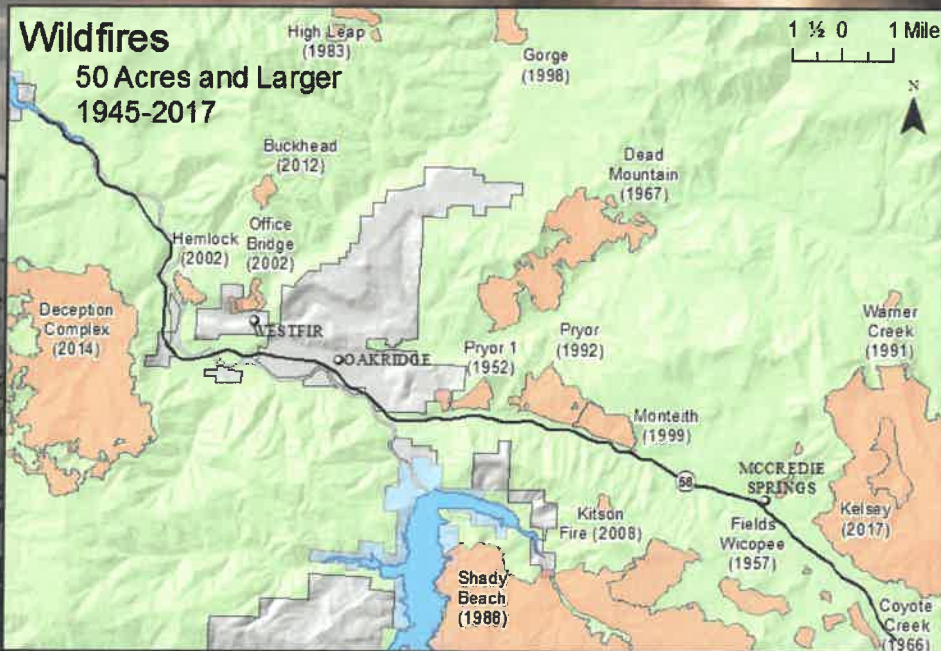 Wildfires
50 Acres and Larger
1945-2017
1 ½ 0 1 Mile
N
High Leap
(1983)
Gorge
(1998)
Buckhead
(2012)
Dead
Mountain
(1967)
Hemlock
(2002)
Office
Bridge
(2002)
Deception
Complex
(2014)
WESTFIR
OAKRIDGE
Pryor 1
(1952)
Pryor
(1992)
Warner
Creek
(1991)
Monteith
(1999)
58
MCCREDIE
SPRINGS
Kitson
Fire (2008)
Fields
Wicopee
(1957)
Kelsey
(2017)
Shady
Beach
(1988)
Coyote
Creek
(1966)